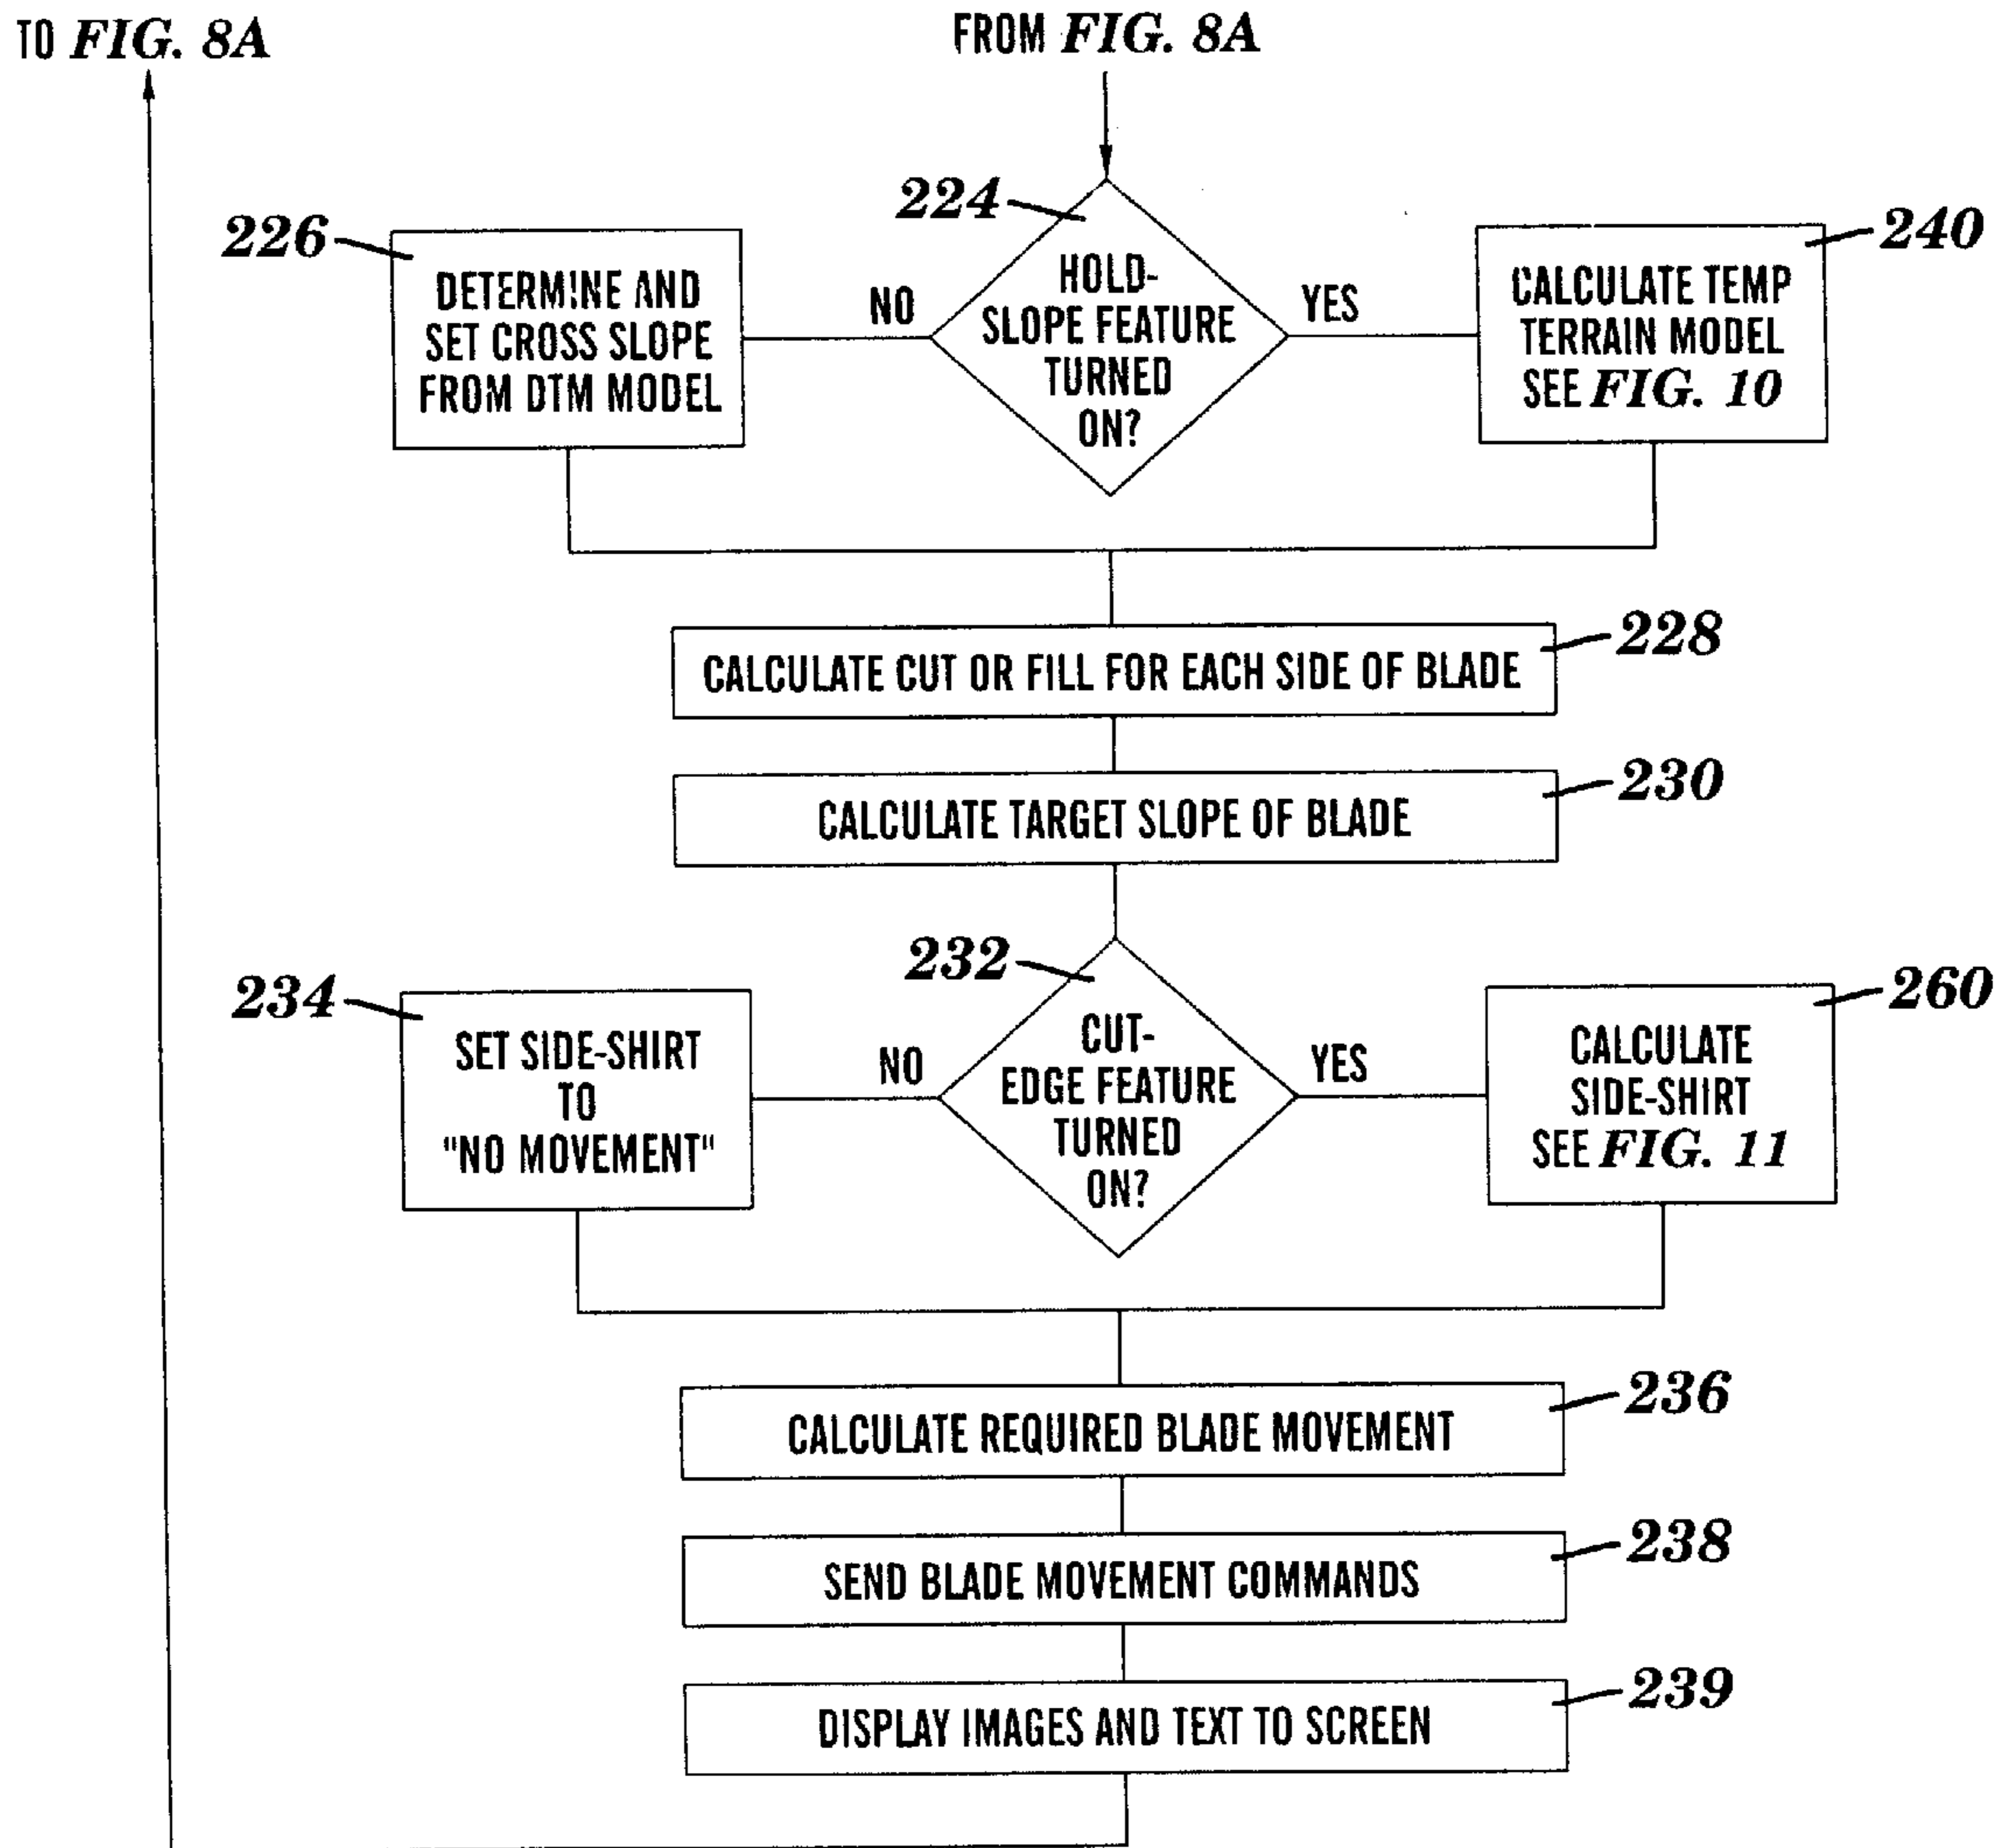 TO FIG. 8A
FROM FIG. 8A
224
HOLD-
SLOPE FEATURE
TURNED
ON?
NO
YES
226
DETERMINE AND
SET CROSS SLOPE
FROM DTM MODEL
240
CALCULATE TEMP
TERRAIN MODEL
SEE FIG. 10
228
CALCULATE CUT OR FILL FOR EACH SIDE OF BLADE
230
CALCULATE TARGET SLOPE OF BLADE
232
CUT-
EDGE FEATURE
TURNED
ON?
NO
YES
234
SET SIDE-SHIRT
TO
"NO MOVEMENT"
260
CALCULATE
SIDE-SHIRT
SEE FIG. 11
236
CALCULATE REQUIRED BLADE MOVEMENT
238
SEND BLADE MOVEMENT COMMANDS
239
DISPLAY IMAGES AND TEXT TO SCREEN